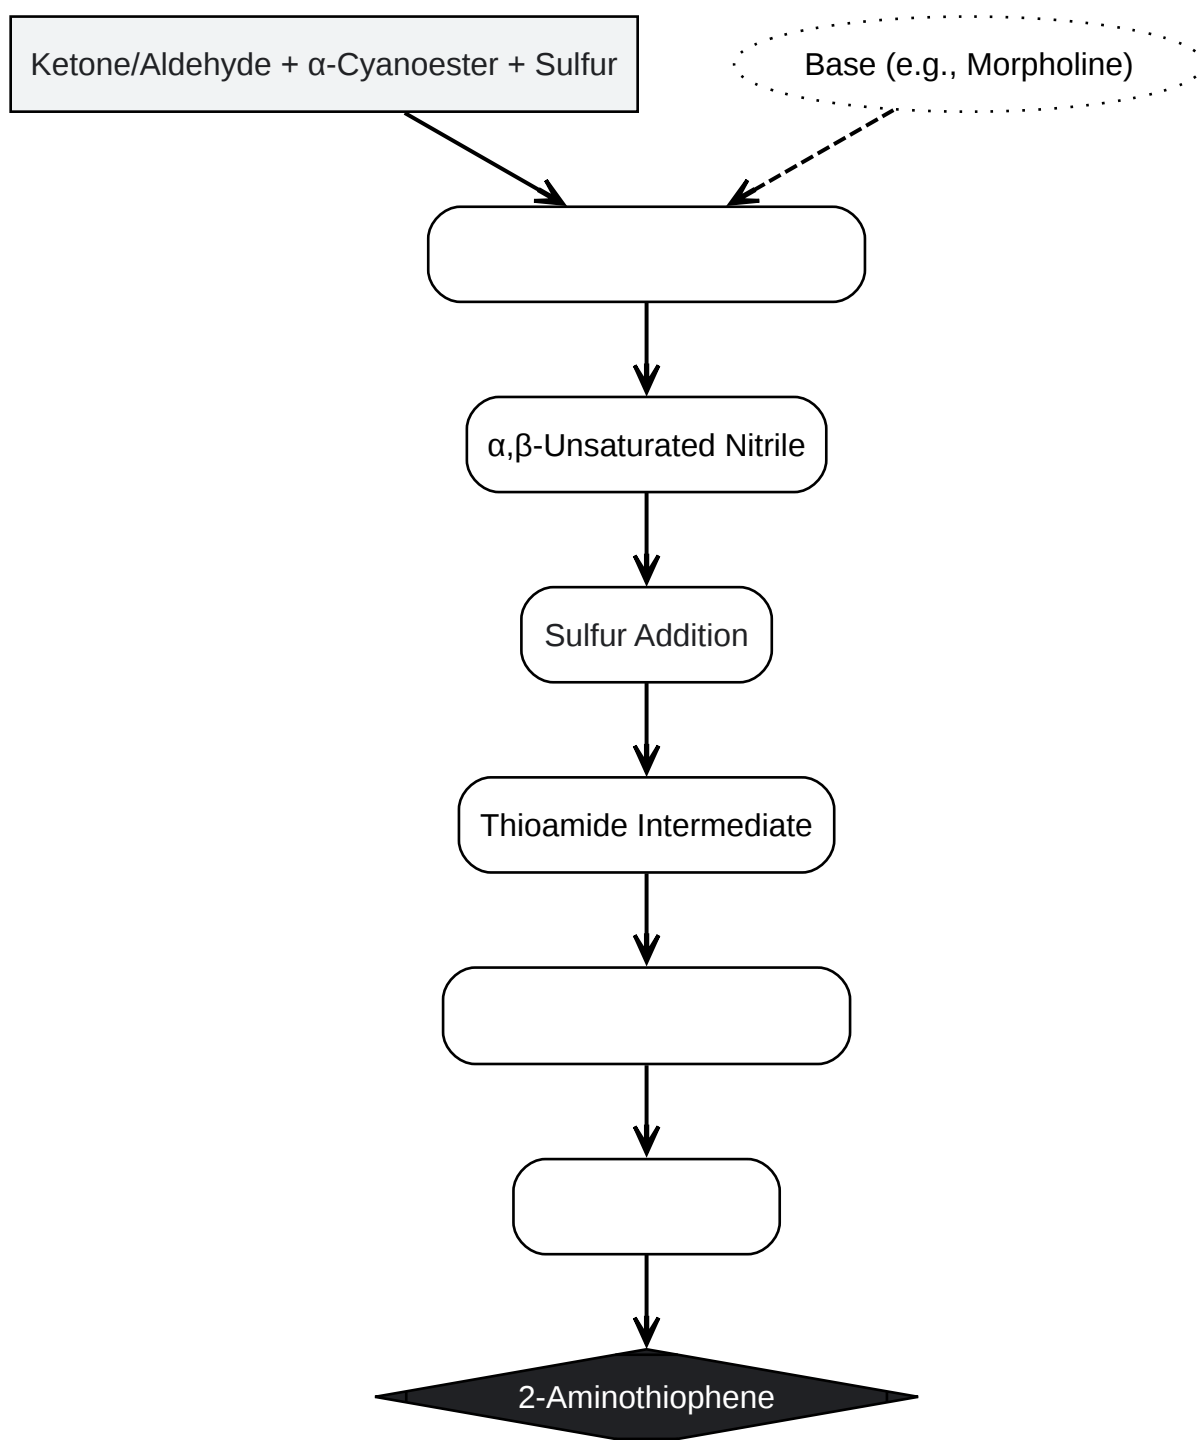 Ketone/Aldehyde + α-Cyanoester + Sulfur
Base (e.g., Morpholine)
α,β-Unsaturated Nitrile
Sulfur Addition
Thioamide Intermediate
2-Aminothiophene